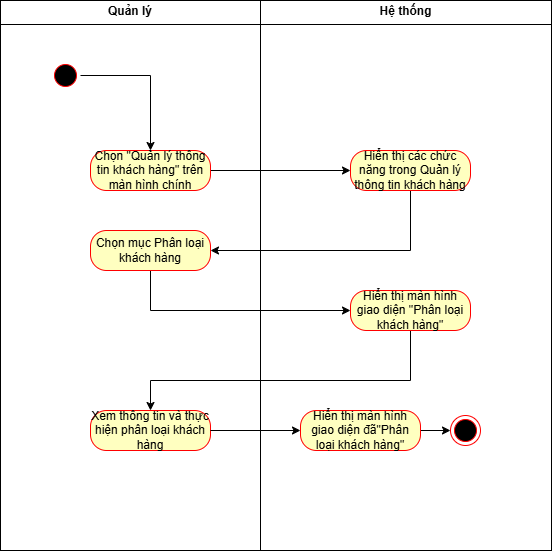 Quản lý
Hệ thống
Chọn "Quản lý thông
tin khách hàng" trên
màn hình chính
Hiển thị các chức
năng trong Quản lý
thông tin khách hàng
Chọn mục Phân loại
khách hàng
Hiển thị màn hình
giao diện "Phân loại
khách hàng"
Xem thông tin và thực
hiện phân loại khách
hàng
Hiển thị màn hình
giao diện đã"Phân
loại khách hàng"